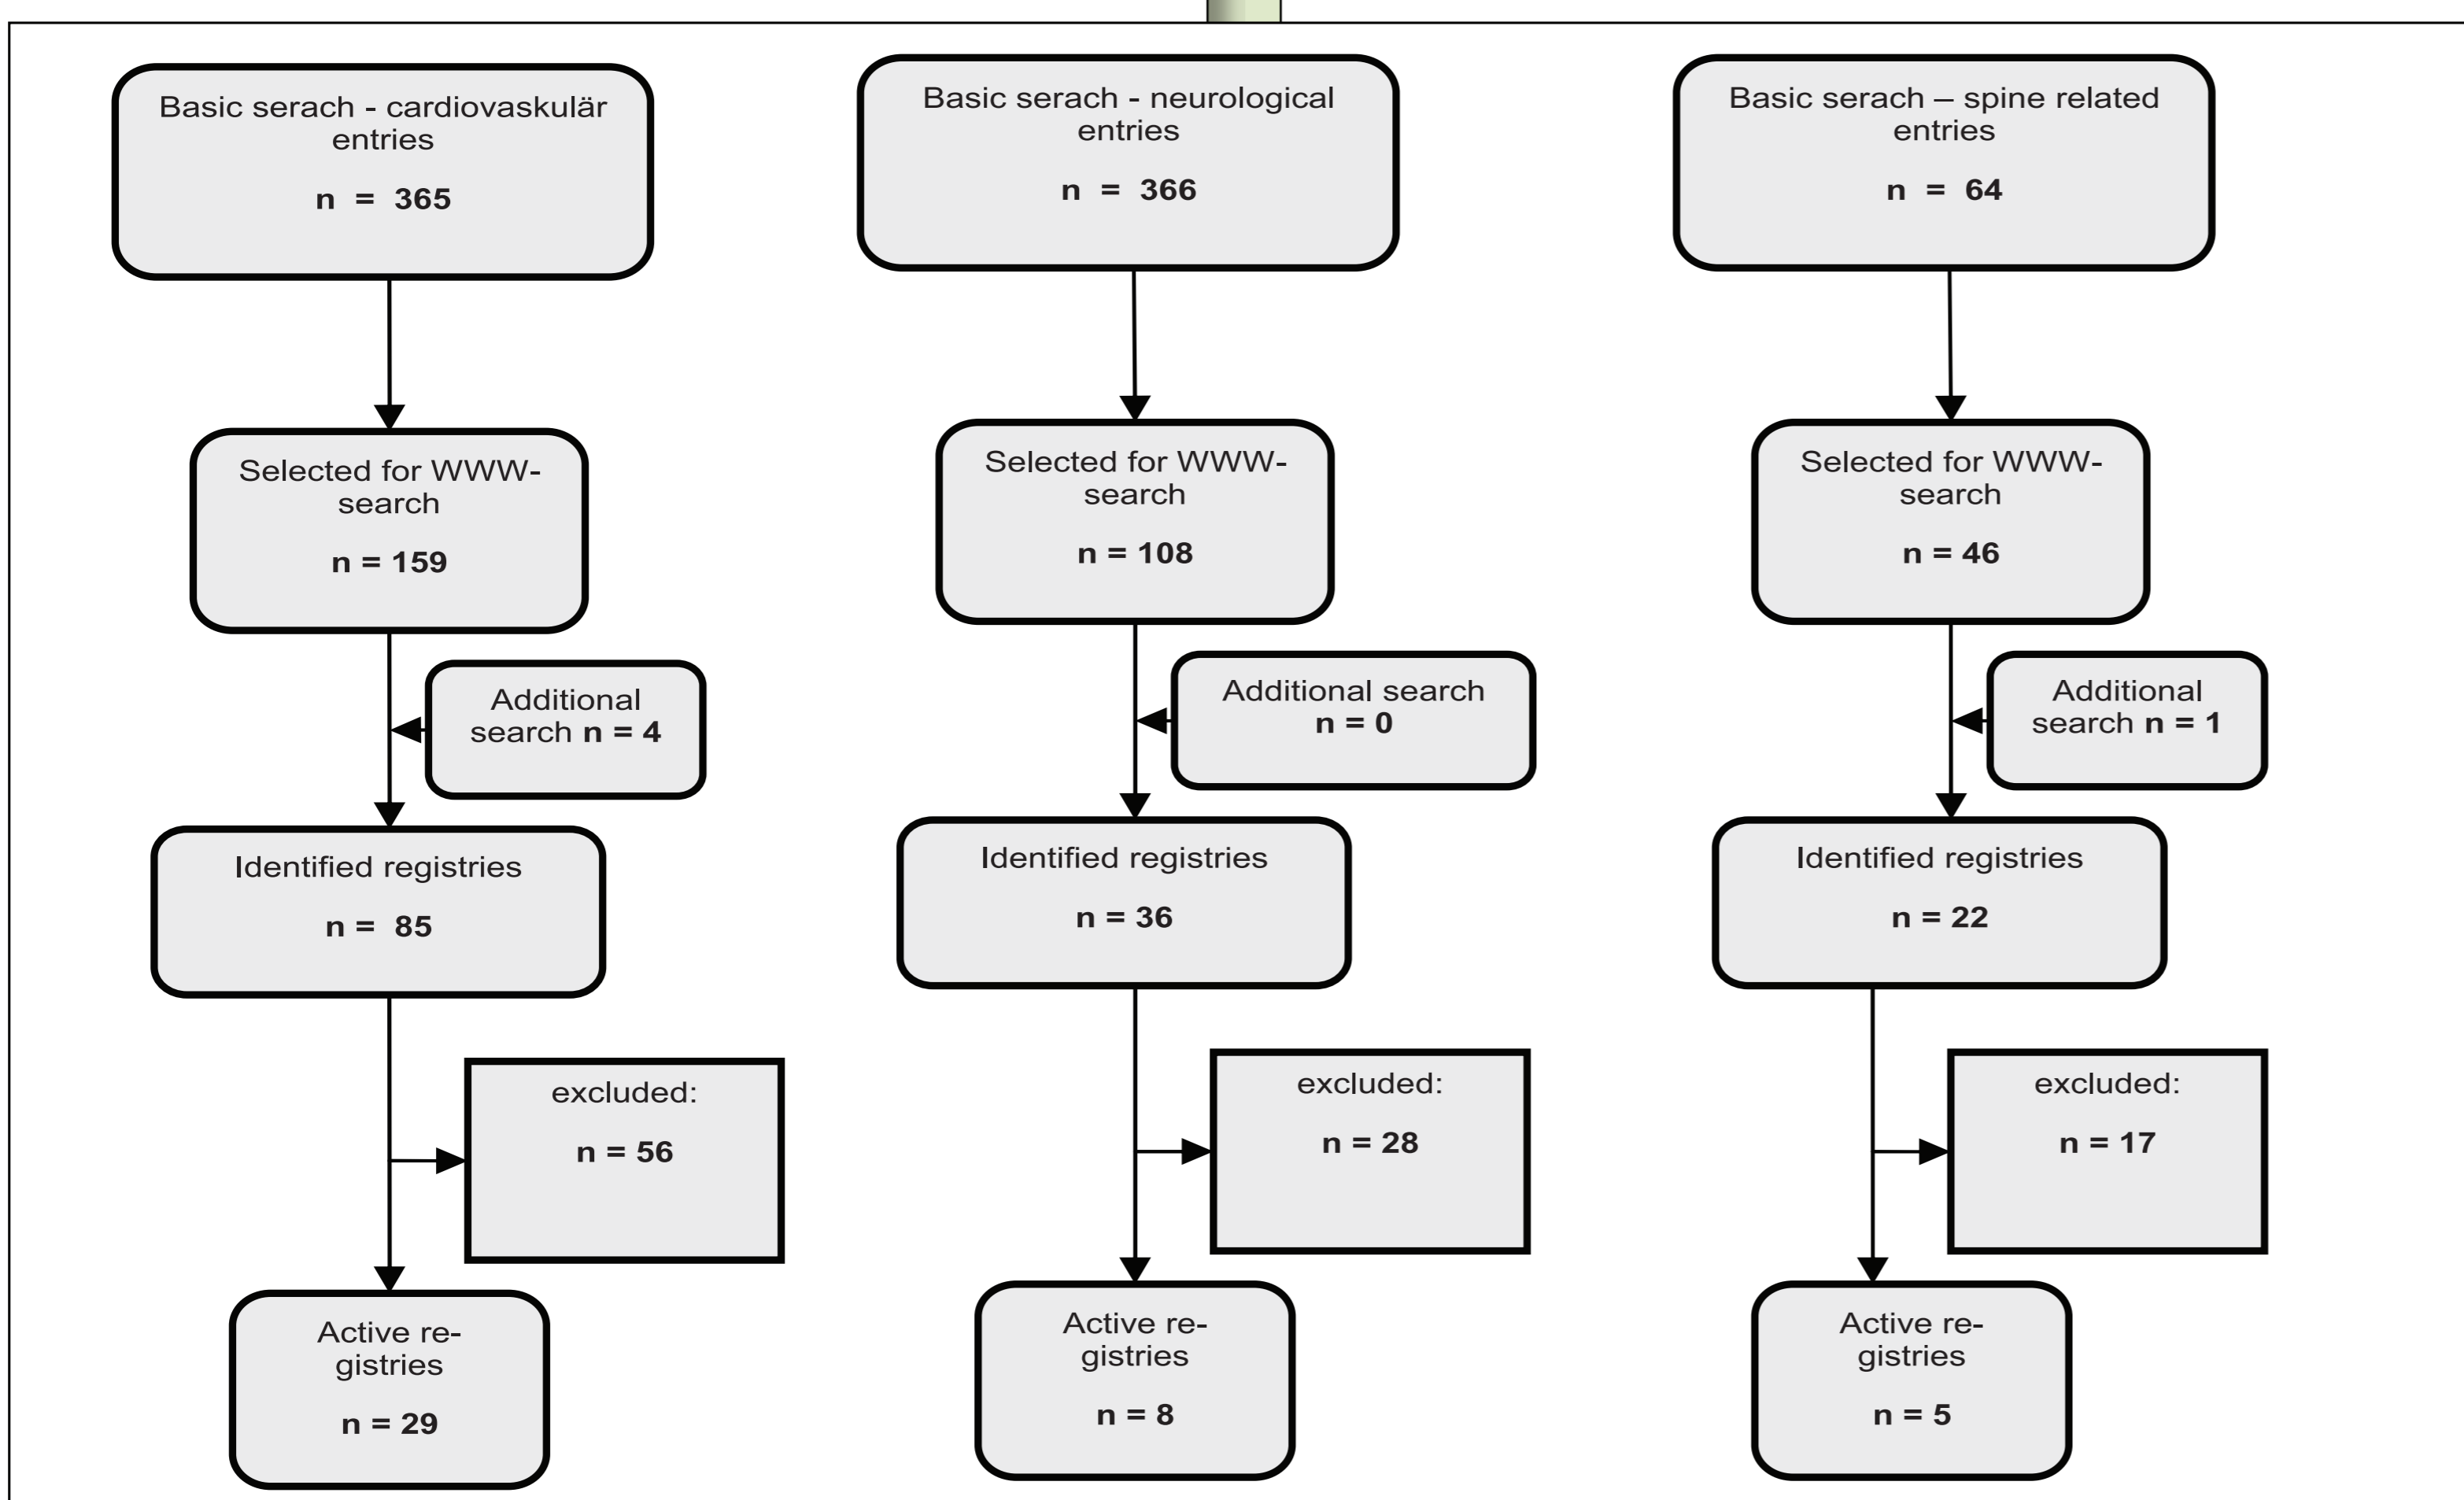 Basic serach - cardiovaskulär
entries
n = 365
Selected for WWW-
search
n = 159
Additional
search n = 4
Identified registries
n = 85
excluded:
n = 56
Active re-
gistries
n = 29
Basic serach - neurological
entries
n = 366
Selected for WWW-
search
n = 108
Additional search
n = 0
Identified registries
n = 36
excluded:
n = 28
Active re-
gistries
n = 8
Basic serach – spine related
entries
n = 64
Selected for WWW-
search
n = 46
Additional
search n = 1
Identified registries
n = 22
excluded:
n = 17
Active re-
gistries
n = 5